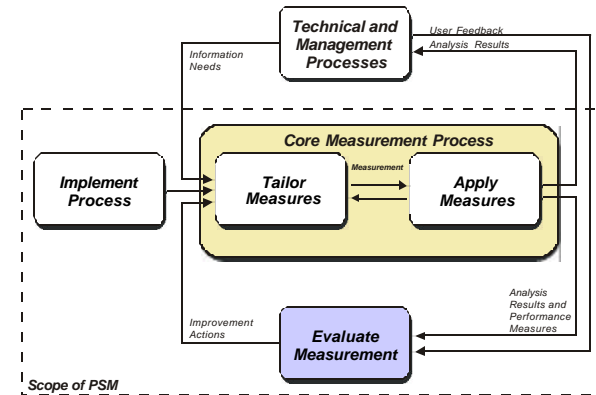 Technical and
Management
Processes
User Feedback
Analysis Results
Information
Needs
Core Measurement Process
Implement
Process
Tailor
Measures
Measurement
Apply
Measures
Analysis
Results and
Performance
Measures
Improvement
Actions
Evaluate
Measurement
Scope of PSM